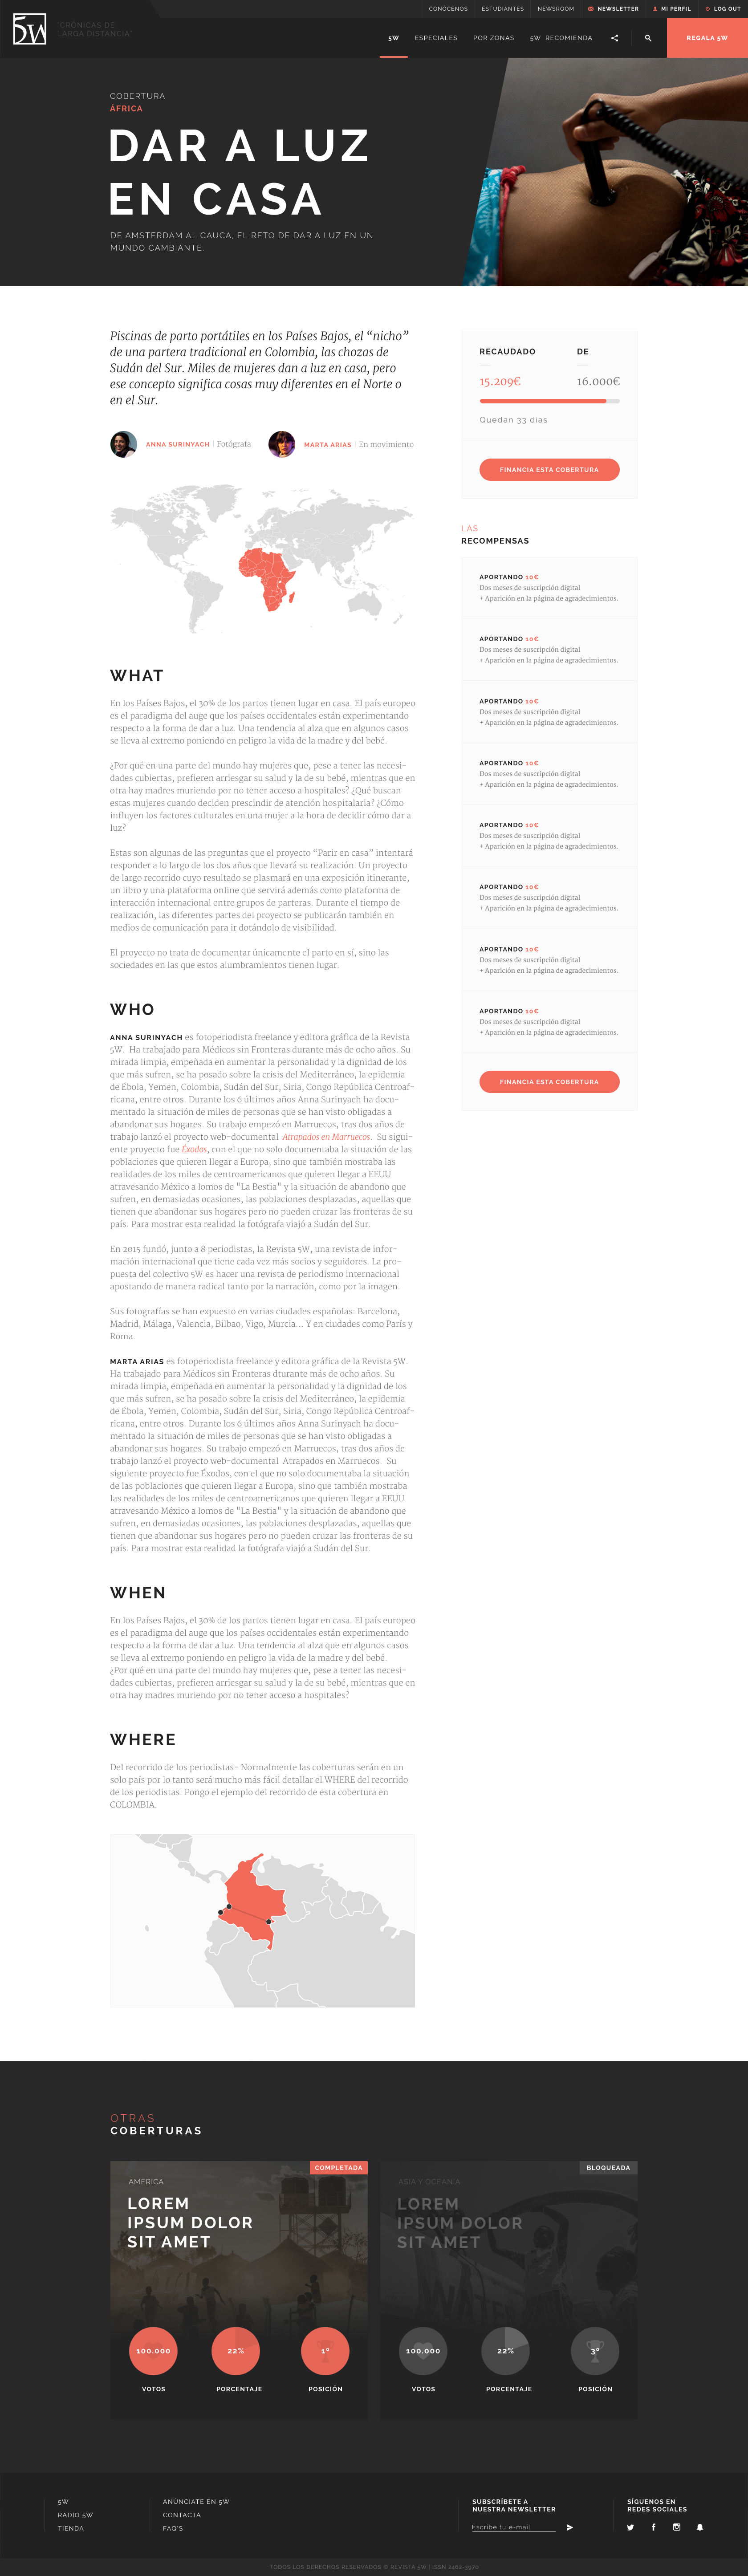 CONÓCENOS
ESTUDIANTES
NEWSROOM
NEWSLETTER
MI PERFIL
LOG OUT
5W
"CRÓNICAS DE
LARGA DISTANCIA"
5W
ESPECIALES
POR ZONAS
5W RECOMIENDA
REGALA 5W
COBERTURA
ÁFRICA
DAR A LUZ
EN CASA
DE AMSTERDAM AL CAUCA. EL RETO DE DAR A LUZ EN UN
MUNDO CAMBIANTE.
Piscinas de parto portátiles en los Países Bajos, el “nicho”
de una partera tradicional en Colombia, las chozas de
Sudán del Sur. Miles de mujeres dan a luz en casa, pero
ese concepto significa cosas muy diferentes en el Norte o
en el Sur.
ANNA SURINYACH | Fotógrafa
MARTA ARIAS | En movimiento
WHAT
En los Países Bajos, el 30% de los partos tienen lugar en casa. El país europeo
es el paradigma del auge que los países occidentales están experimentando
respecto a la forma de dar a luz. Una tendencia al alza que en algunos casos
se lleva al extremo poniendo en peligro la vida de la madre y del bebé.
¿Por qué en una parte del mundo hay mujeres que, pese a tener las necesi-
dades cubiertas, prefieren arriesgar su salud y la de su bebé, mientras que en
otra hay madres muriendo por no tener acceso a hospitales? ¿Qué buscan
estas mujeres cuando deciden prescindir de atención hospitalaria? ¿Cómo
influyen los factores culturales en una mujer a la hora de decidir cómo dar a
luz?
Estas son algunas de las preguntas que el proyecto “Parir en casa” intentará
responder a lo largo de los dos años que llevará su realización. Un proyecto
de largo recorrido cuyo resultado se plasmará en una exposición itinerante,
un libro y una plataforma online que servirá además como plataforma de
interacción internacional entre grupos de parteras. Durante el tiempo de
realización, las diferentes partes del proyecto se publicarán también en
medios de comunicación para ir dotándolo de visibilidad.
El proyecto no trata de documentar únicamente el parto en sí, sino las
sociedades en las que estos alumbramientos tienen lugar.
WHO
ANNA SURINYACH es fotoperiodista freelance y editora gráfica de la Revista
5W. Ha trabajado para Médicos sin Fronteras durante más de ocho años. Su
mirada limpia, empeñada en aumentar la personalidad y la dignidad de los
que más sufren, se ha posado sobre la crisis del Mediterráneo, la epidemia
de Ébola, Yemen, Colombia, Sudán del Sur, Siria, Congo República Centroaf-
ricana, entre otros. Durante los 6 últimos años Anna Surinyach ha docu-
mentado la situación de miles de personas que se han visto obligadas a
abandonar sus hogares. Su trabajo empezó en Marruecos, tras dos años de
trabajo lanzó el proyecto web-documental Atrapados en Marruecos. Su sigui-
ente proyecto fue Éxodos, con el que no solo documentaba la situación de las
poblaciones que quieren llegar a Europa, sino que también mostraba las
realidades de los miles de centroamericanos que quieren llegar a EEUU
atravesando México a lomos de "La Bestia" y la situación de abandono que
sufren, en demasiadas ocasiones, las poblaciones desplazadas, aquellas que
tienen que abandonar sus hogares pero no pueden cruzar las fronteras de su
país. Para mostrar esta realidad la fotógrafa viajó a Sudán del Sur.
En 2015 fundó, junto a 8 periodistas, la Revista 5W, una revista de infor-
mación internacional que tiene cada vez más socios y seguidores. La pro-
puesta del colectivo 5W es hacer una revista de periodismo internacional
apostando de manera radical tanto por la narración, como por la imagen.
Sus fotografías se han expuesto en varias ciudades españolas: Barcelona,
Madrid, Málaga, Valencia, Bilbao, Vigo, Murcia... Y en ciudades como París y
Roma.
MARTA ARIAS es fotoperiodista freelance y editora gráfica de la Revista 5W.
Ha trabajado para Médicos sin Fronteras dturante más de ocho años. Su
mirada limpia, empeñada en aumentar la personalidad y la dignidad de los
que más sufren, se ha posado sobre la crisis del Mediterráneo, la epidemia
de Ébola, Yemen, Colombia, Sudán del Sur, Siria, Congo República Centroaf-
ricana, entre otros. Durante los 6 últimos años Anna Surinyach ha docu-
mentado la situación de miles de personas que se han visto obligadas a
abandonar sus hogares. Su trabajo empezó en Marruecos, tras dos años de
trabajo lanzó el proyecto web-documental Atrapados en Marruecos. Su
siguiente proyecto fue Éxodos, con el que no solo documentaba la situación
de las poblaciones que quieren llegar a Europa, sino que también mostraba
las realidades de los miles de centroamericanos que quieren llegar a EEUU
atravesando México a lomos de "La Bestia" y la situación de abandono que
sufren, en demasiadas ocasiones, las poblaciones desplazadas, aquellas que
tienen que abandonar sus hogares pero no pueden cruzar las fronteras de su
país. Para mostrar esta realidad la fotógrafa viajó a Sudán del Sur.
WHEN
En los Países Bajos, el 30% de los partos tienen lugar en casa. El país europeo
es el paradigma del auge que los países occidentales están experimentando
respecto a la forma de dar a luz. Una tendencia al alza que en algunos casos
se lleva al extremo poniendo en peligro la vida de la madre y del bebé.
¿Por qué en una parte del mundo hay mujeres que, pese a tener las necesi-
dades cubiertas, prefieren arriesgar su salud y la de su bebé, mientras que en
otra hay madres muriendo por no tener acceso a hospitales?
WHERE
Del recorrido de los periodistas- Normalmente las coberturas serán en un
solo país por lo tanto será mucho más fácil detallar el WHERE del recorrido
de los periodistas. Pongo el ejemplo del recorrido de esta cobertura en
COLOMBIA.
RECAUDADO
DE
15.209€
16.000€
Quedan 33 días
FINANCIA ESTA COBERTURA
LAS
RECOMPENSAS
APORTANDO 10€
Dos meses de suscripción digital
+ Aparición en la página de agradecimientos.
APORTANDO 10€
Dos meses de suscripción digital
+ Aparición en la página de agradecimientos.
APORTANDO 10€
Dos meses de suscripción digital
+ Aparición en la página de agradecimientos.
APORTANDO 10€
Dos meses de suscripción digital
+ Aparición en la página de agradecimientos.
APORTANDO 10€
Dos meses de suscripción digital
+ Aparición en la página de agradecimientos.
APORTANDO 10€
Dos meses de suscripción digital
+ Aparición en la página de agradecimientos.
APORTANDO 10€
Dos meses de suscripción digital
+ Aparición en la página de agradecimientos.
APORTANDO 10€
Dos meses de suscripción digital
+ Aparición en la página de agradecimientos.
FINANCIA ESTA COBERTURA
OTRAS
COBERTURAS
COMPLETADA
AMERICA
LOREM
IPSUM DOLOR
SIT AMET
100.000
22%
1º
VOTOS
PORCENTAJE
POSICIÓN
BLOQUEADA
ASIA Y OCEANÍA
LOREM
IPSUM DOLOR
SIT AMET
100.000
22%
3º
VOTOS
PORCENTAJE
POSICIÓN
5W
RADIO 5W
TIENDA
ANÚNCIATE EN 5W
CONTACTA
FAQ'S
SUBSCRÍBETE A
NUESTRA NEWSLETTER
Escribe tu e-mail
SÍGUENOS EN
REDES SOCIALES
TODOS LOS DERECHOS RESERVADOS © REVISTA 5W | ISSN 2462-5970